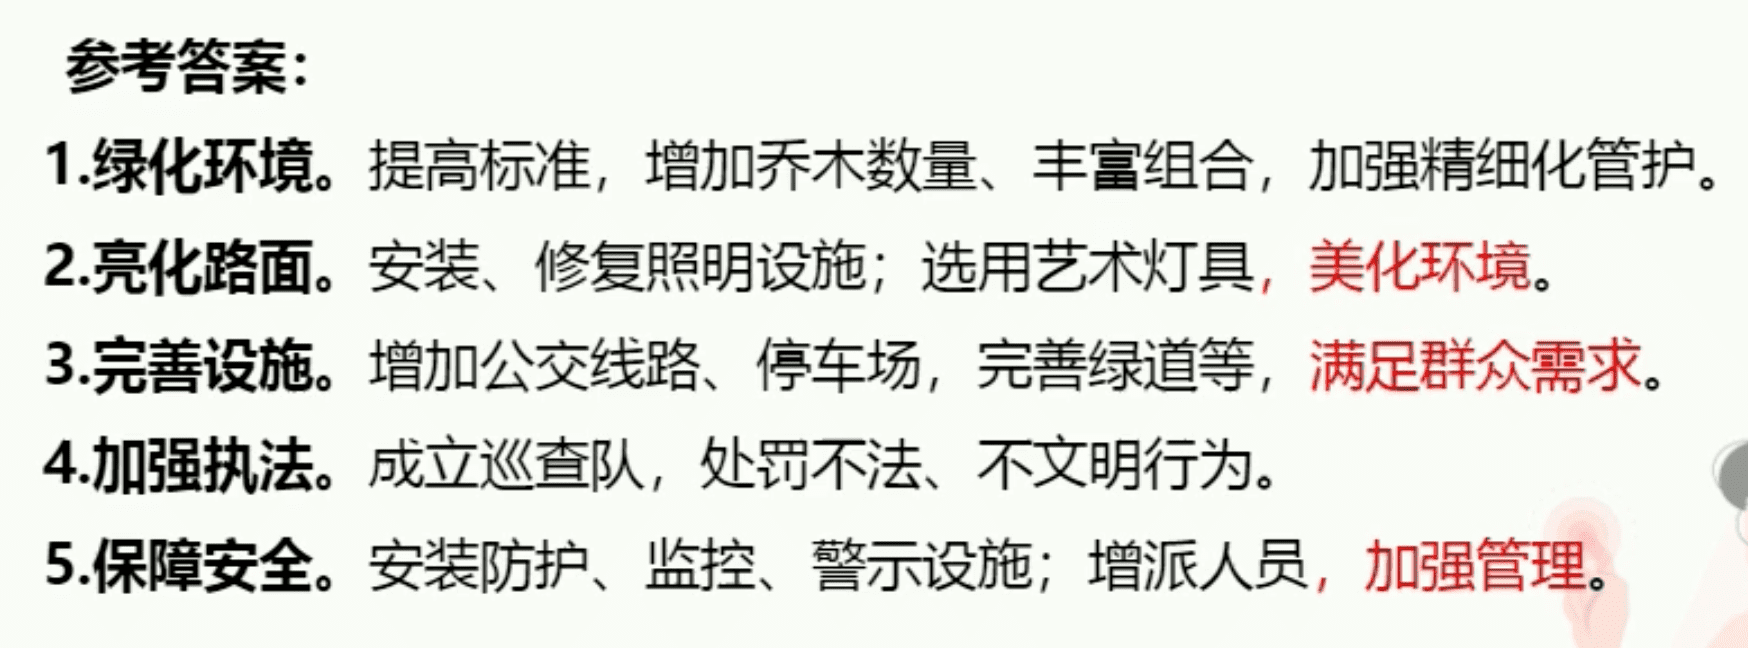 参考答案：
1.绿化环境。提高标准，增加乔木数量、丰富组合，加强精细化管护。
2.亮化路面。安装、修复照明设施；选用艺术灯具，美化环境。
3.完善设施。增加公交线路、停车场，完善绿道等，满足群众需求。
4.加强执法。成立巡查队，处罚不法、不文明行为。
5.保障安全。安装防护、监控、警示设施；增派人员，加强管理。